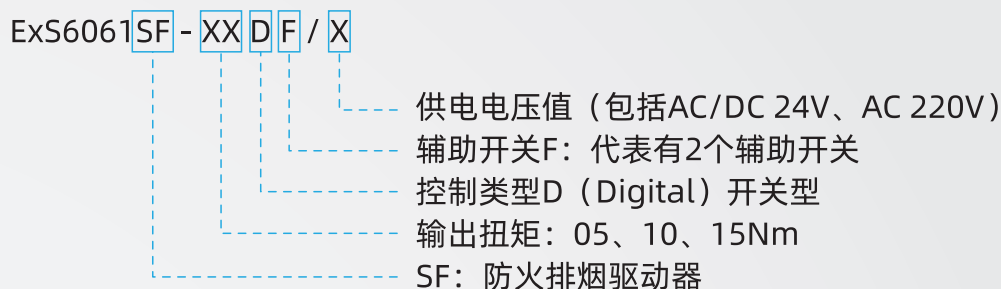 ExS6061SF-XXDF/X
供电电压值（包括AC/DC 24V、AC 220V）
辅助开关F：代表有2个辅助开关
控制类型D（Digital）开关型
输出扭矩：05、10、15Nm
SF：防火排烟驱动器